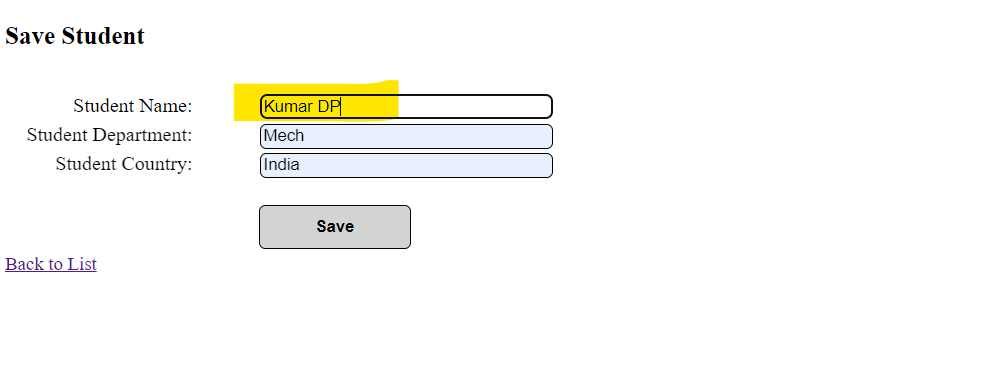 Save Student
Student Name: Kumar DP
Student Department: Mech
Student Country: India
Save
Back to List